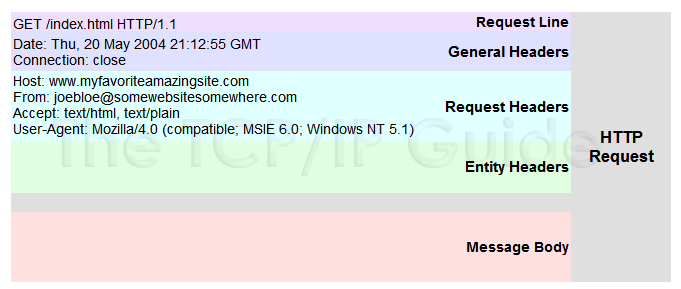 GET /index.html HTTP/1.1 Request Line
Date: Thu, 20 May 2004 21:12:55 GMT
Connection: close
General Headers
Host: www.myfavoriteamazingsite.com
From: joebloe@somewebsitesomewhere.com
Accept: text/html, text/plain
User-Agent: Mozilla/4.0 (compatible; MSIE 6.0; Windows NT 5.1)
Request Headers
The TCP/IP Guide
Entity Headers
Message Body
HTTP
Request